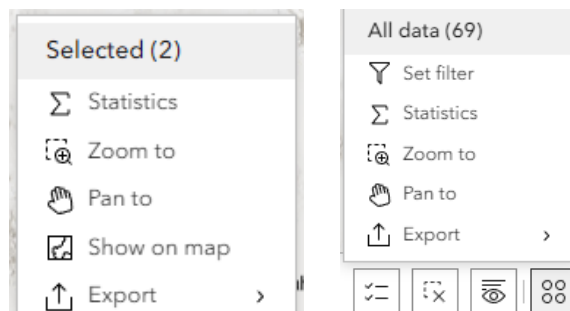 Selected (2)
Statistics
Zoom to
Pan to
Show on map
Export
All data (69)
Set filter
Statistics
Zoom to
Pan to
Export